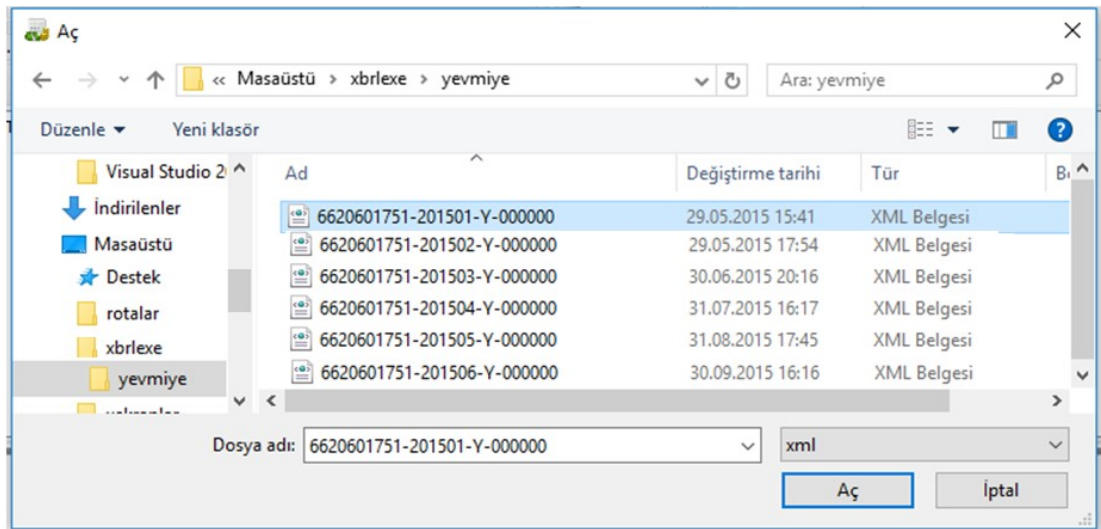 Aç
« Masaüstü > xbrlexe > yevmiye
Ara: yevmiye
Düzenle
Yeni klasör
Visual Studio 2
İndirilenler
Masaüstü
Destek
rotalar
xbrlexe
yevmiye
Ad Değiştirme tarihi Tür
6620601751-201501-Y-000000 29.05.2015 15:41 XML Belgesi
6620601751-201502-Y-000000 29.05.2015 17:54 XML Belgesi
6620601751-201503-Y-000000 30.06.2015 20:16 XML Belgesi
6620601751-201504-Y-000000 31.07.2015 16:17 XML Belgesi
6620601751-201505-Y-000000 31.08.2015 17:45 XML Belgesi
6620601751-201506-Y-000000 30.09.2015 16:16 XML Belgesi
Dosya adı: 6620601751-201501-Y-000000 xml
Aç İptal